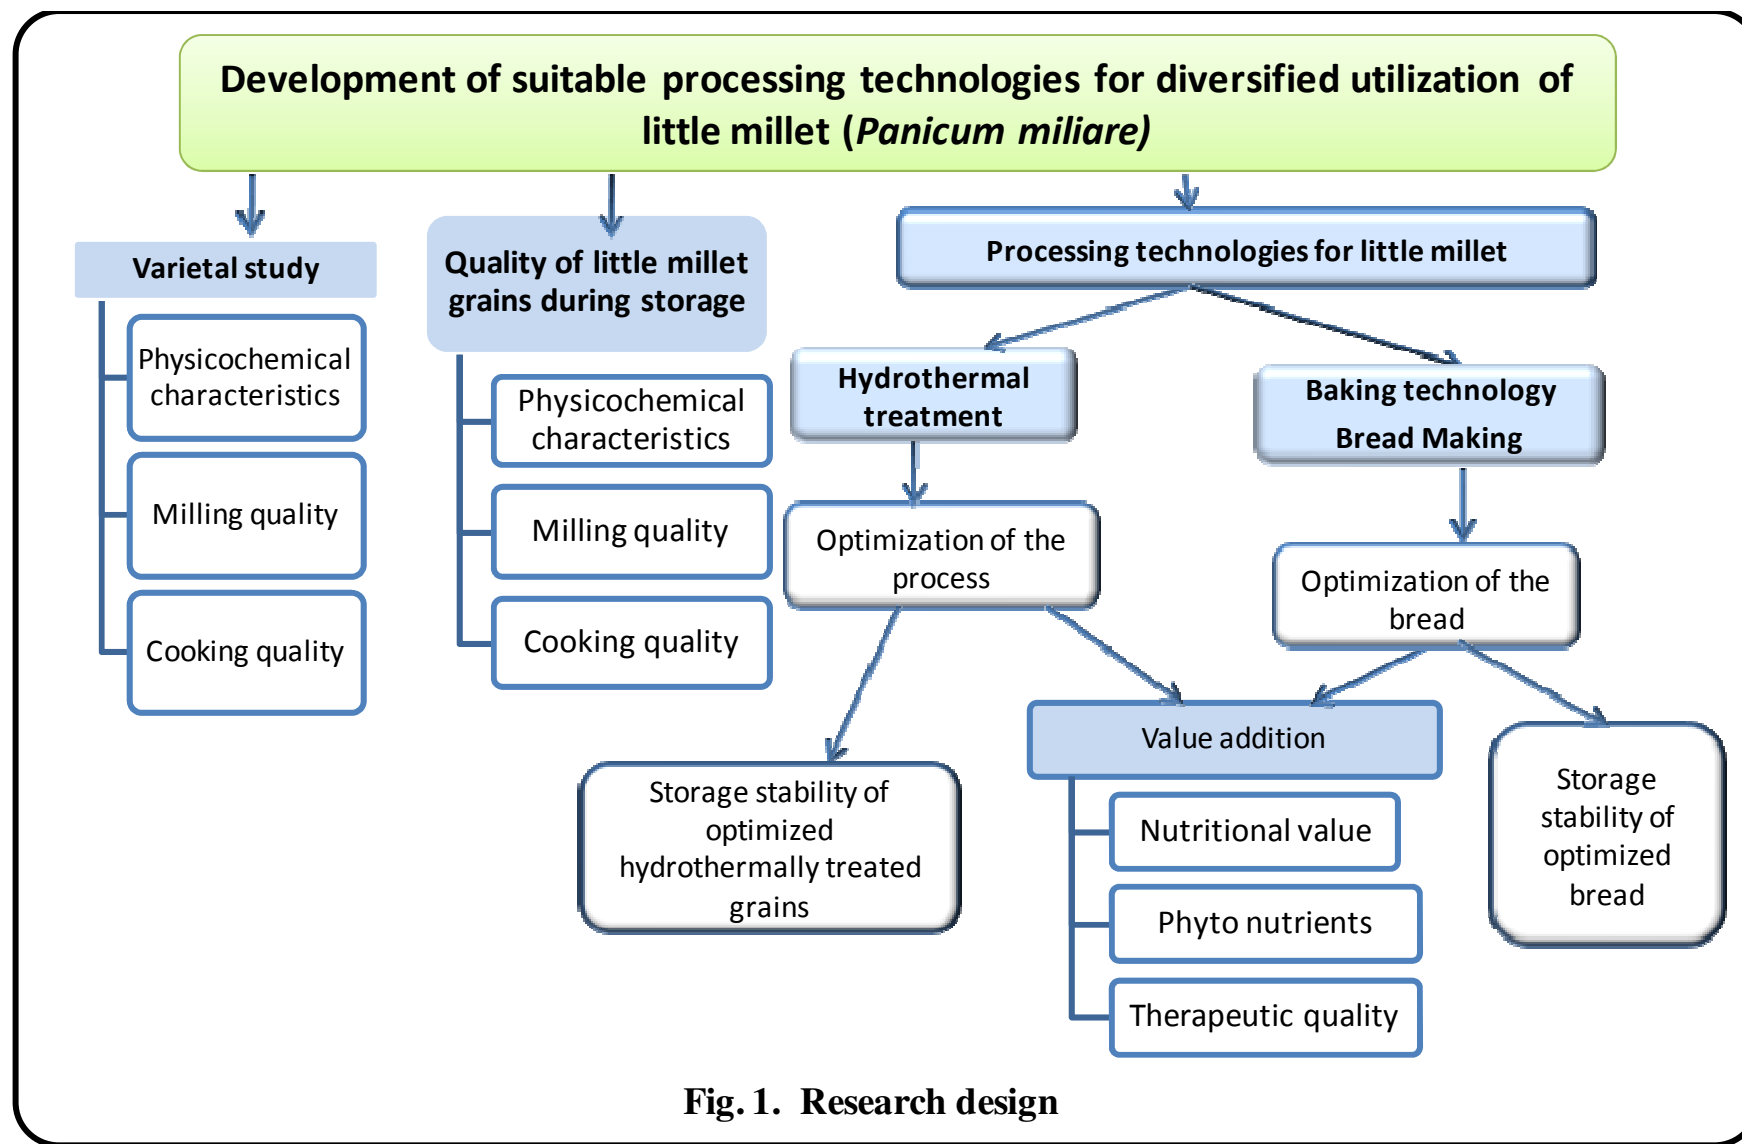 Development of suitable processing technologies for diversified utilization of
little millet (Panicum miliare)
Varietal study
Physicochemical
characteristics
Milling quality
Cooking quality
Quality of little millet
grains during storage
Physicochemical
characteristics
Milling quality
Cooking quality
Processing technologies for little millet
Hydrothermal
treatment
Baking technology
Bread Making
Optimization of the
process
Optimization of the
bread
Storage stability of
optimized
hydrothermally treated
grains
Value addition
Nutritional value
Phyto nutrients
Therapeutic quality
Storage
stability of
optimized
bread
Fig. 1. Research design